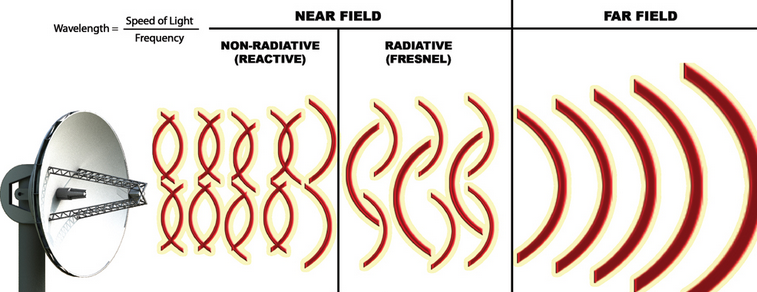 NEAR FIELD
FAR FIELD
Wavelength = Speed of Light
Frequency
NON-RADIATIVE
(REACTIVE)
RADIATIVE
(FRESNEL)